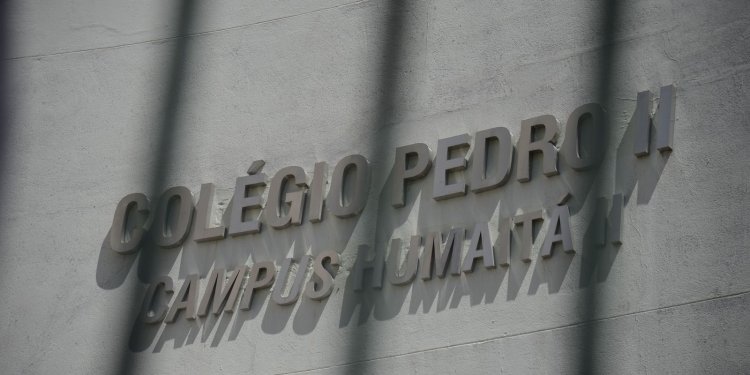 COLÉGIO PEDRO II
CAMPUS HUMAITÁ II